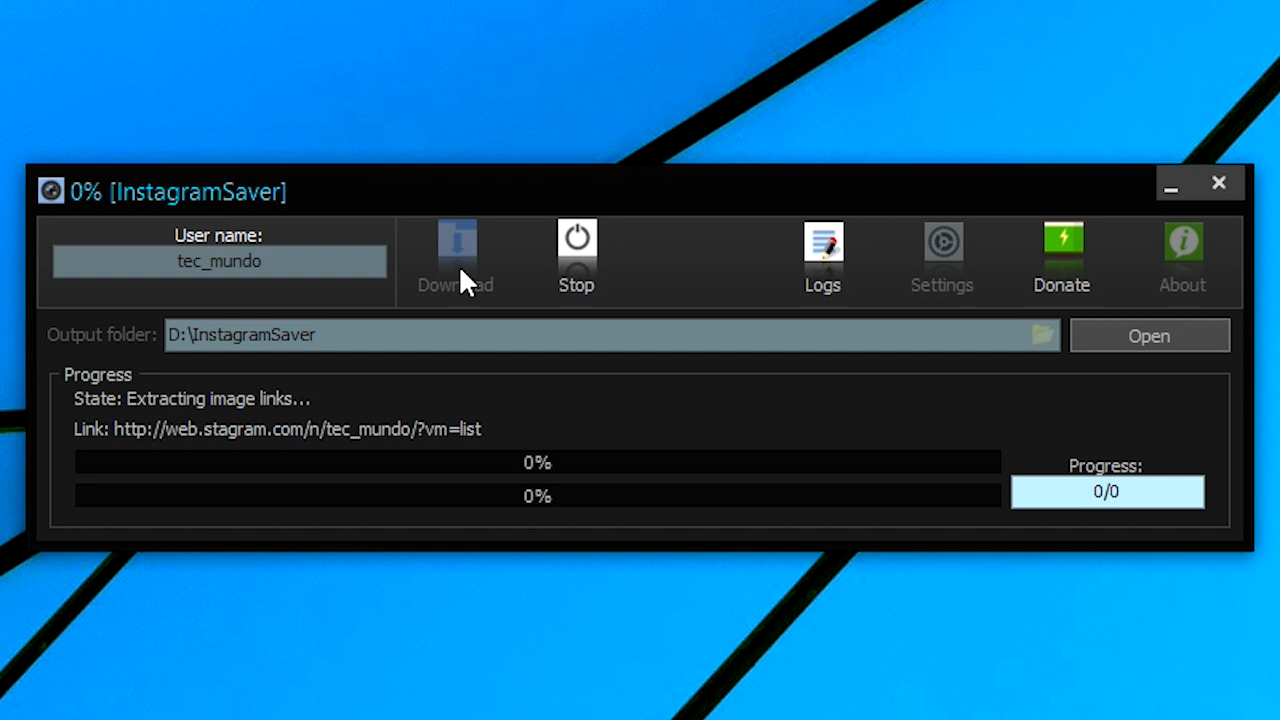 0% [InstagramSaver]
User name:
tec_mundo
Download
Stop
Logs
Settings
Donate
About
Output folder:
D:\InstagramSaver
Open
Progress
State: Extracting image links...
Link: http://web.stagram.com/n/tec_mundo/?vm=list
0%
0%
Progress:
0/0